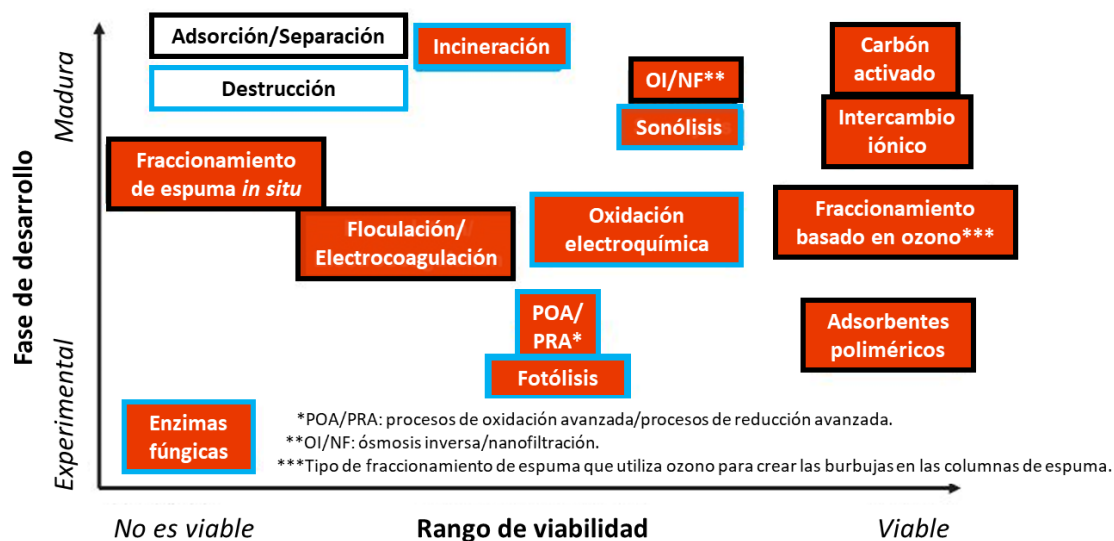 Adsorción/Separación
Destrucción
Incineración
OI/NF**
Sonólisis
Carbón
activado
Intercambio
iónico
Fraccionamiento
de espuma in situ
Floculación/
Electrocoagulación
Oxidación
electroquímica
Fraccionamiento
basado en ozono***
POA/
PRA*
Fotólisis
Adsorbentes
poliméricos
Enzimas
fúngicas
*POA/PRA: procesos de oxidación avanzada/procesos de reducción avanzada.
**OI/NF: ósmosis inversa/nanofiltración.
***Tipo de fraccionamiento de espuma que utiliza ozono para crear las burbujas en las columnas de espuma.
Fase de desarrollo
Madura
Experimental
No es viable
Rango de viabilidad
Viable